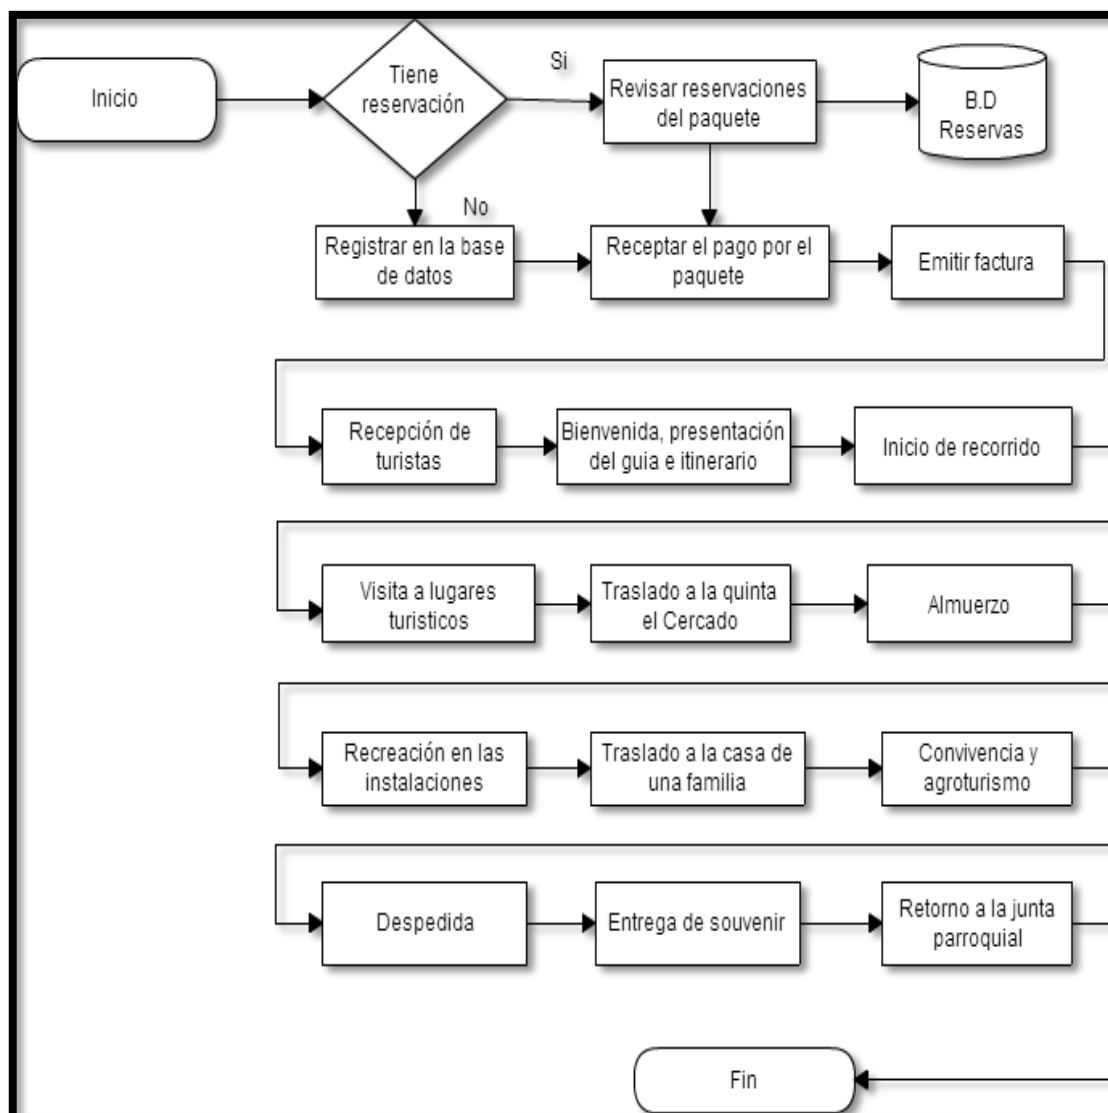 Inicio
Tiene
reservación
Si
Revisar reservaciones
del paquete
B.D
Reservas
No
Registrar en la base
de datos
Receptar el pago por el
paquete
Emitir factura
Recepción de
turistas
Bienvenida, presentación
del guia e itinerario
Inicio de recorrido
Visita a lugares
turisticos
Traslado a la quinta
el Cercado
Almuerzo
Recreación en las
instalaciones
Traslado a la casa de
una familia
Convivencia y
agroturismo
Despedida
Entrega de souvenir
Retorno a la junta
parroquial
Fin